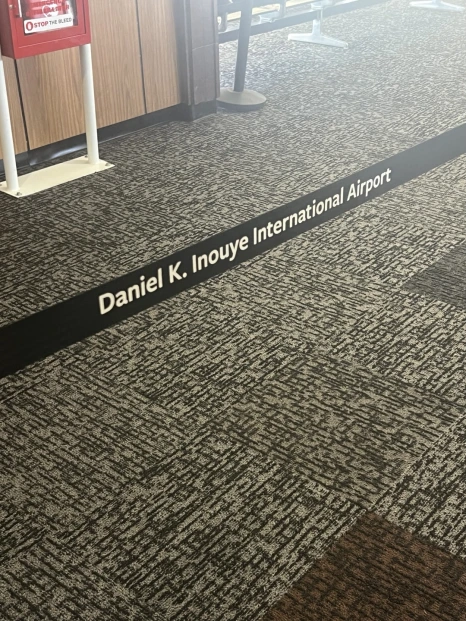 STOP THE BLEED
Daniel K. Inouye International Airport